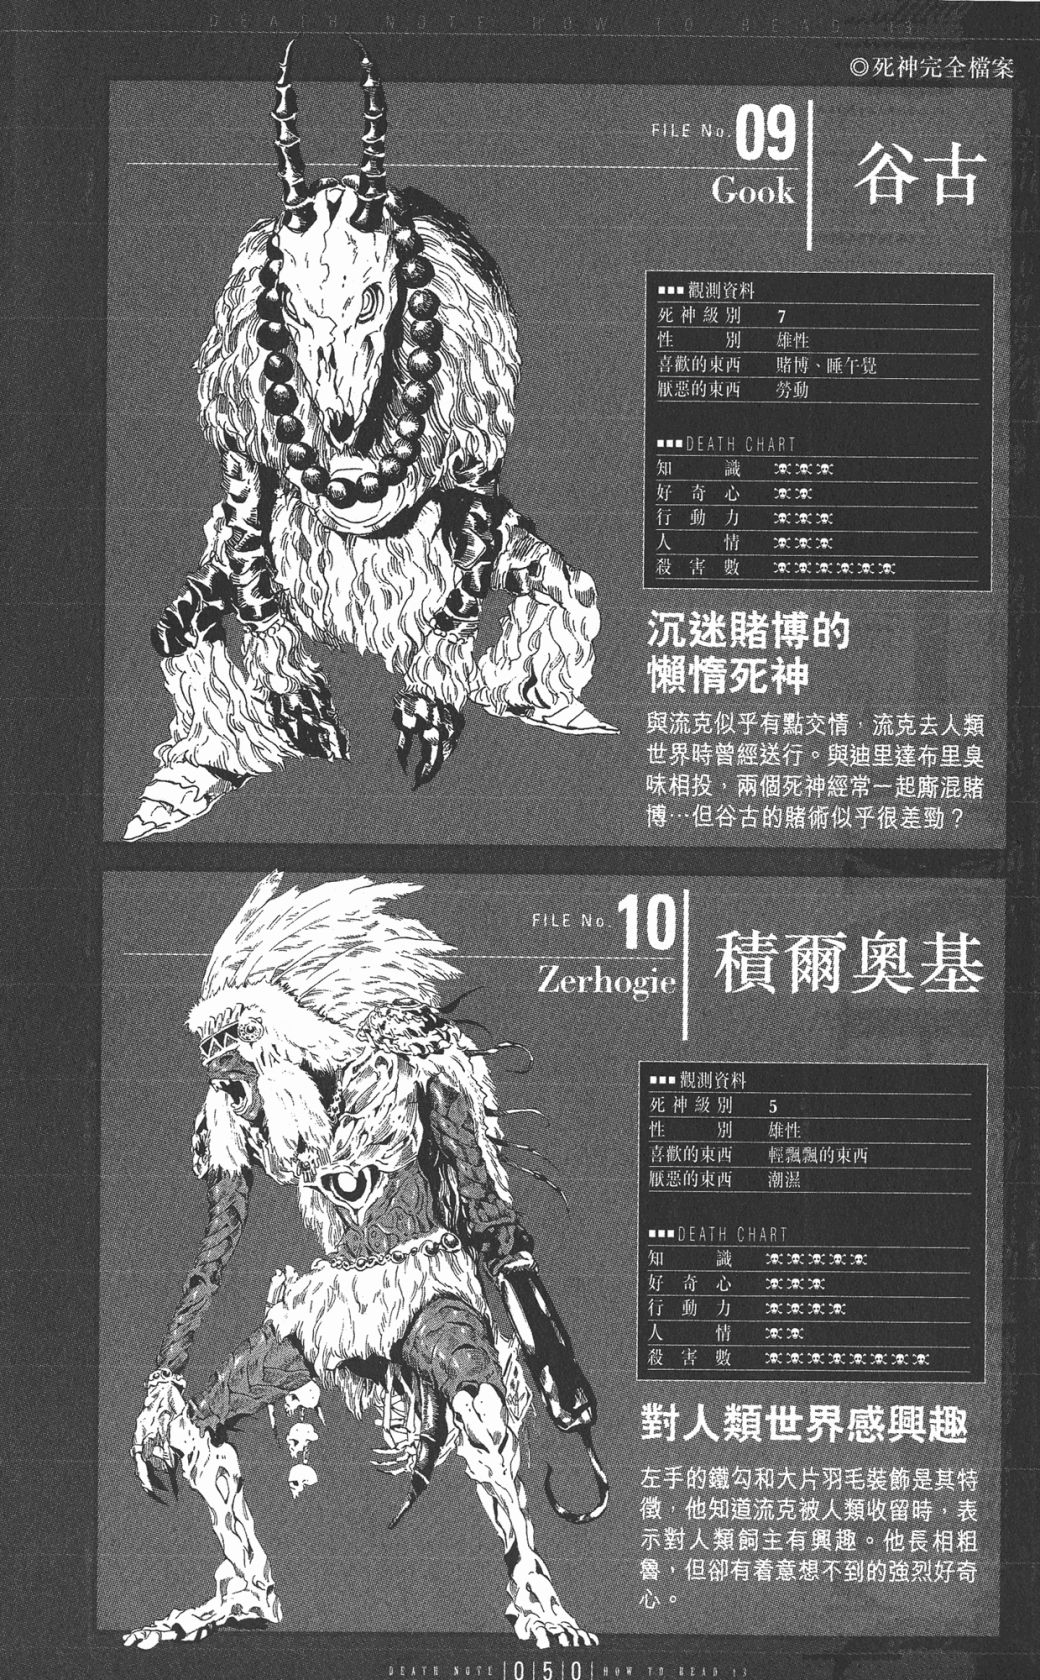 DEATH NOTE HOW TO READ 13
◎死神完全檔案
FILE No.09
Gook
谷古
■■■觀測資料
死神級別 7
性別 雄性
喜歡的東西 賭博、睡午覺
厭惡的東西 勞動
■■■DEATH CHART
知識
好奇心
行動力
人情
殺害數
沉迷賭博的
懶惰死神
與流克似乎有點交情，流克去人類
世界時曾經送行。與迪里達布里臭
味相投，兩個死神經常一起廝混賭
博…但谷古的賭術似乎很差勁？
FILE No.10
Zerhogie
積爾奧基
■■■觀測資料
死神級別 5
性別 雄性
喜歡的東西 輕飄飄的東西
厭惡的東西 潮濕
■■■DEATH CHART
知識
好奇心
行動力
人情
殺害數
對人類世界感興趣
左手的鐵勾和大片羽毛裝飾是其特
徵，他知道流克被人類收留時，表
示對人類飼主有興趣。他長相粗
魯，但卻有着意想不到的強烈好奇
心。
DEATH NOTE |0|5|0| HOW TO READ 13